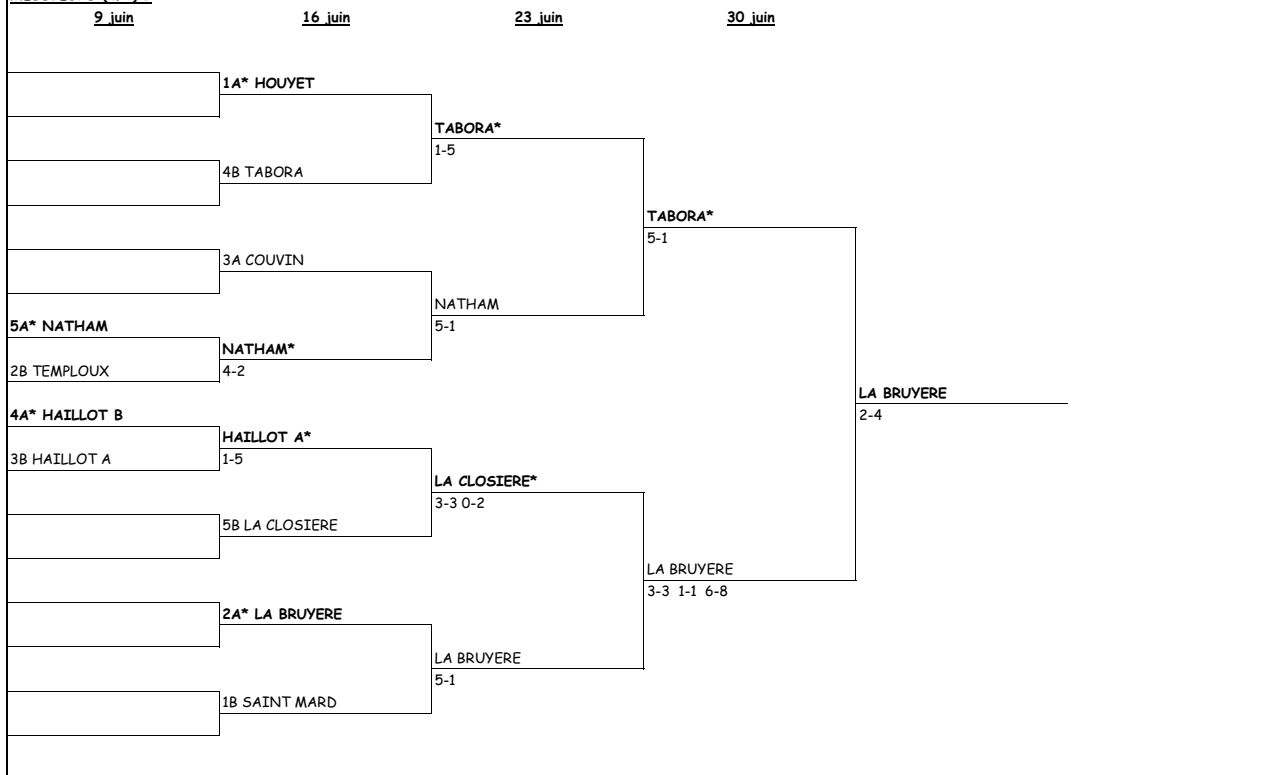 9 juin 16 juin 23 juin 30 juin
1A* HOUYET
TABORA*
1-5
4B TABORA
TABORA*
5-1
3A COUVIN
NATHAM
5-1
5A* NATHAM
NATHAM*
4-2
2B TEMPLOUX
LA BRUYERE
2-4
4A* HAILLOT B
HAILLOT A*
1-5
3B HAILLOT A
LA CLOSIERE*
3-3 0-2
5B LA CLOSIERE
LA BRUYERE
3-3 1-1 6-8
2A* LA BRUYERE
LA BRUYERE
5-1
1B SAINT MARD